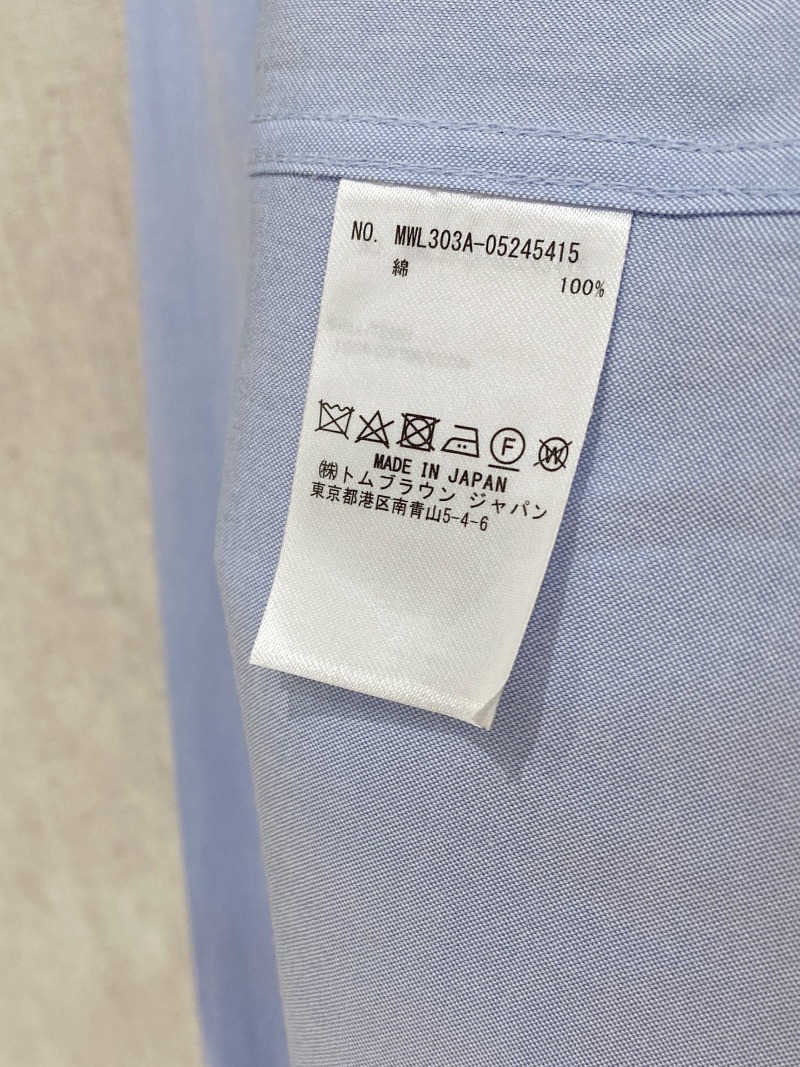 NO. MWL303A-05245415
綿 100%
F W
MADE IN JAPAN
㈱トムブラウン ジャパン
東京都港区南青山5-4-6